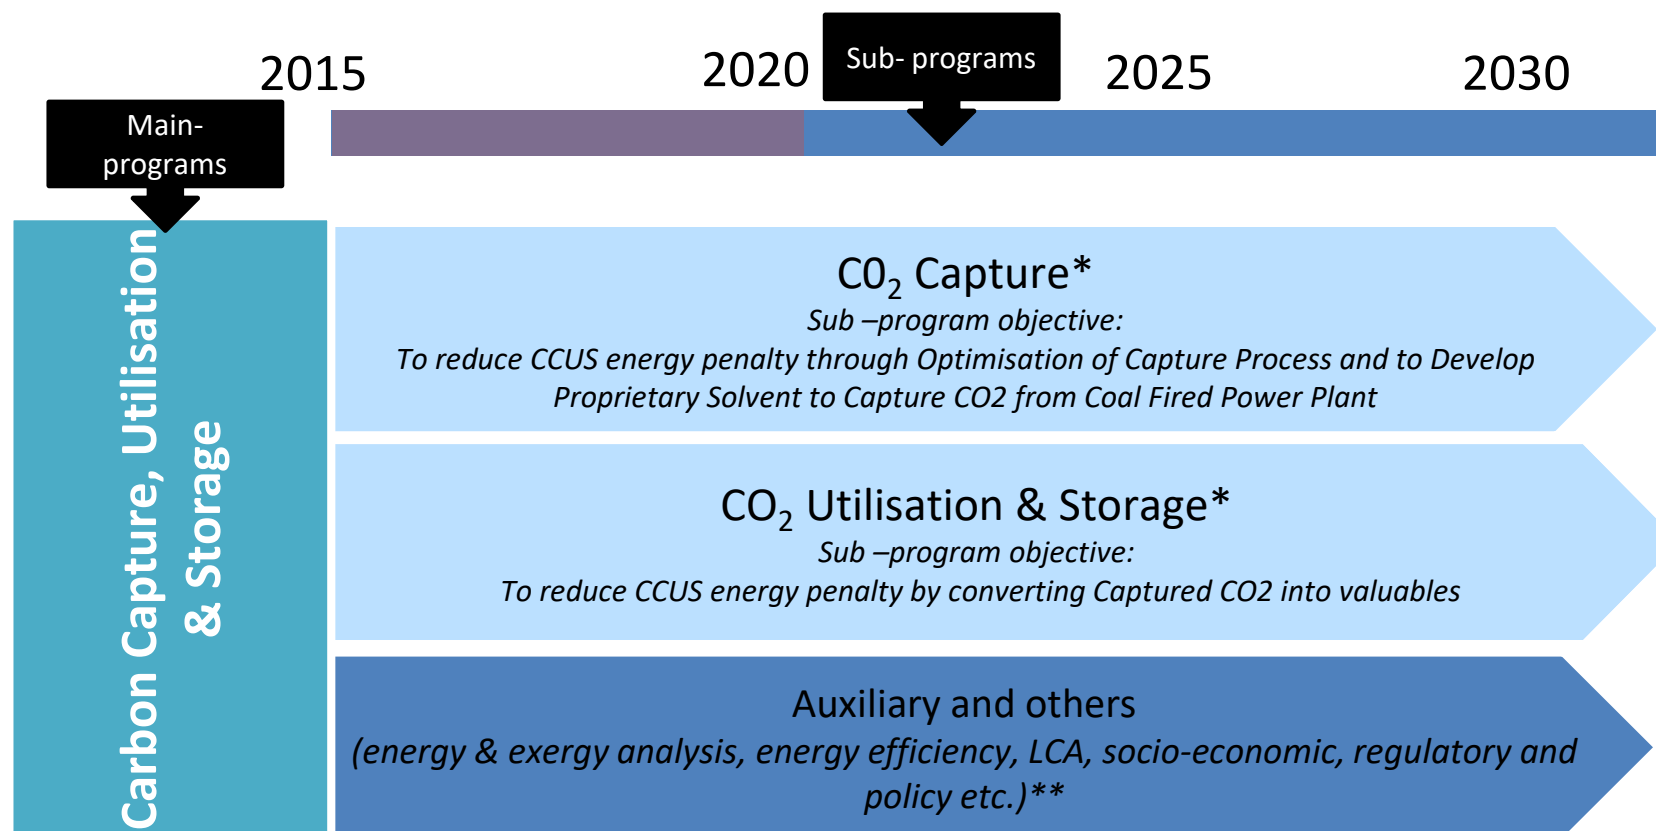 2015
2020
Sub- programs
2025
2030
Main-
programs
Carbon Capture, Utilisation
& Storage
C0₂ Capture*
Sub –program objective:
To reduce CCUS energy penalty through Optimisation of Capture Process and to Develop
Proprietary Solvent to Capture CO2 from Coal Fired Power Plant
CO₂ Utilisation & Storage*
Sub –program objective:
To reduce CCUS energy penalty by converting Captured CO2 into valuables
Auxiliary and others
(energy & exergy analysis, energy efficiency, LCA, socio-economic, regulatory and
policy etc.)**